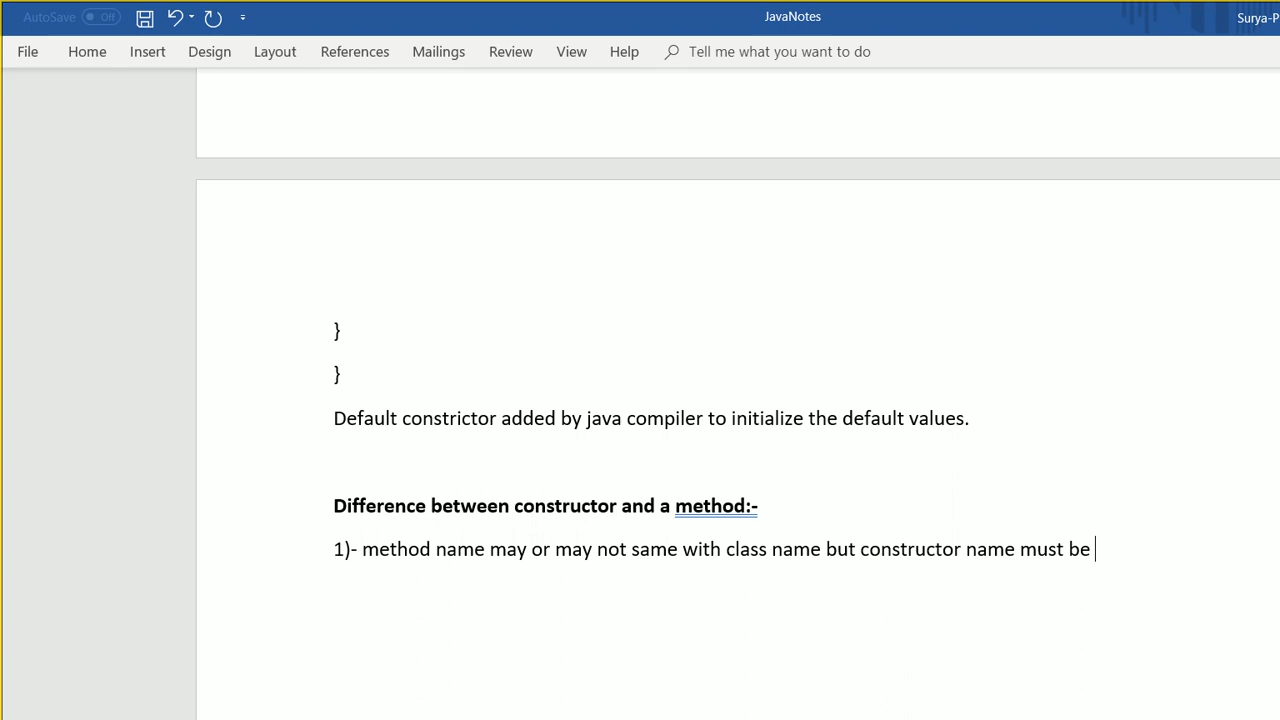 AutoSave Off JavaNotes Surya-P
File Home Insert Design Layout References Mailings Review View Help Tell me what you want to do
}
}
Default constrictor added by java compiler to initialize the default values.
Difference between constructor and a method:-
1)- method name may or may not same with class name but constructor name must be